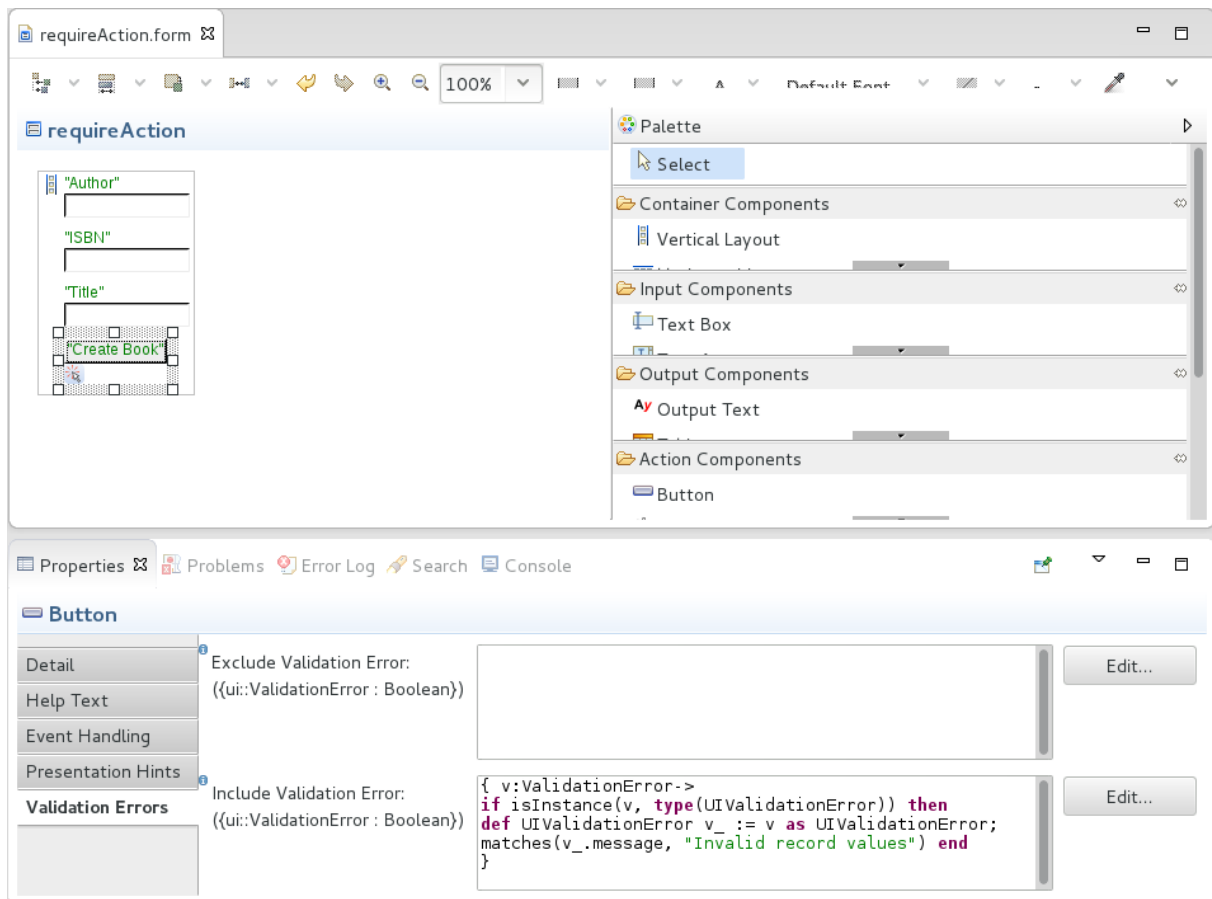 requireAction.form
100%
Default Font
requireAction
"Author"
"ISBN"
"Title"
"Create Book"
Palette
Select
Container Components
Vertical Layout
Input Components
Text Box
Output Components
Ay Output Text
Action Components
Button
Properties Problems Error Log Search Console
Button
Detail
Help Text
Event Handling
Presentation Hints
Validation Errors
Exclude Validation Error:
({ui::ValidationError : Boolean})
Edit...
Include Validation Error:
({ui::ValidationError : Boolean})
{ v:ValidationError->
if isInstance(v, type(UIValidationError)) then
def UIValidationError v_ := v as UIValidationError;
matches(v_.message, "Invalid record values") end
}
Edit...